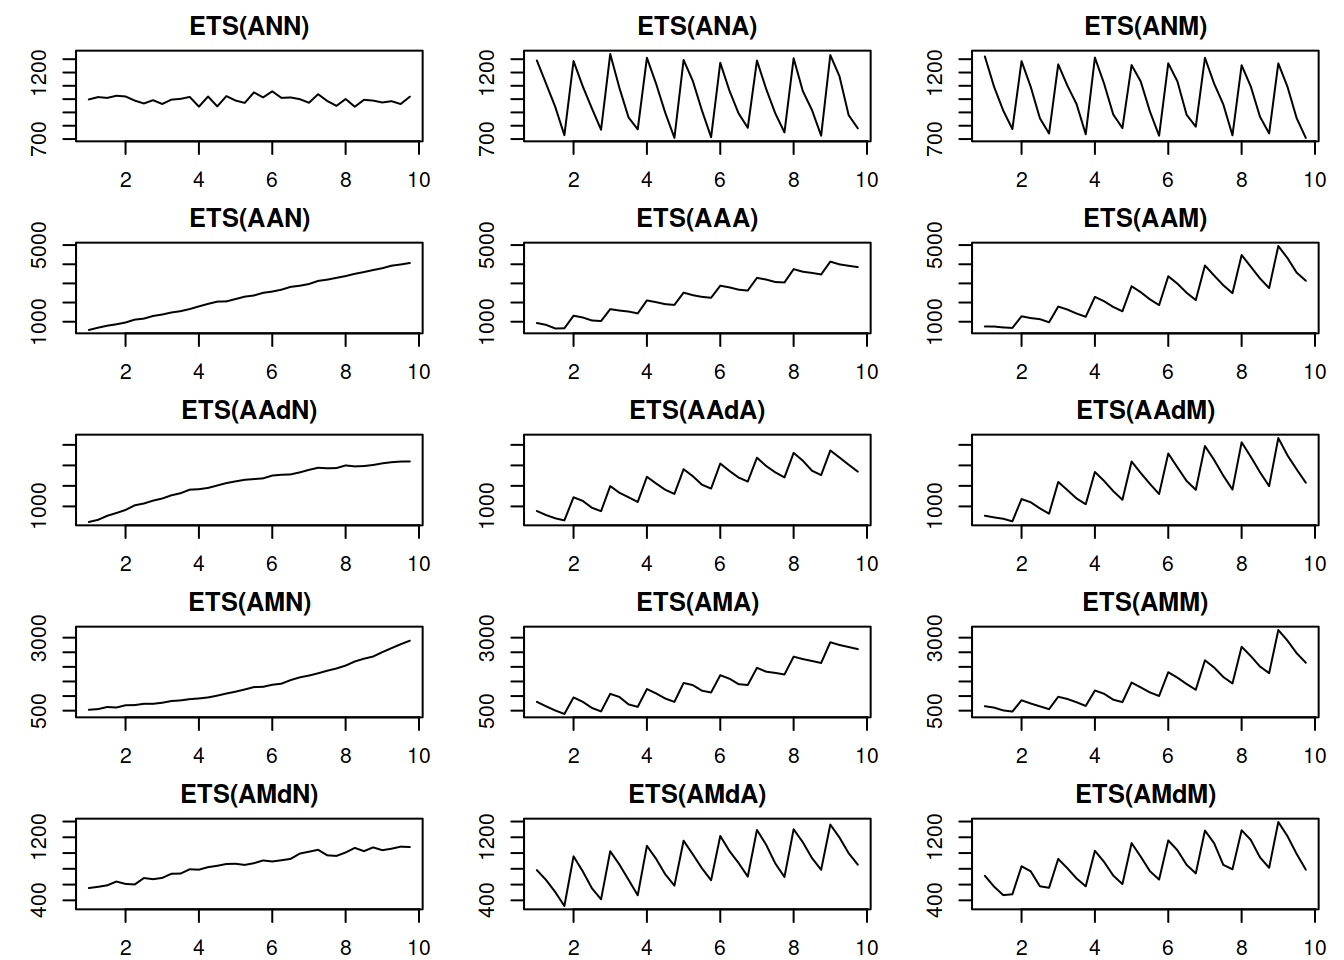 ETS(ANN) ETS(ANA) ETS(ANM)
1200 1200 1200
700 700 700
2 4 6 8 10 2 4 6 8 10 2 4 6 8 10
ETS(AAN) ETS(AAA) ETS(AAM)
5000 5000 5000
1000 1000 1000
2 4 6 8 10 2 4 6 8 10 2 4 6 8 10
ETS(AAdN) ETS(AAdA) ETS(AAdM)
1000 1000 1000
2 4 6 8 10 2 4 6 8 10 2 4 6 8 10
ETS(AMN) ETS(AMA) ETS(AMM)
3000 3000 3000
500 500 500
2 4 6 8 10 2 4 6 8 10 2 4 6 8 10
ETS(AMdN) ETS(AMdA) ETS(AMdM)
1200 1200 1200
400 400 400
2 4 6 8 10 2 4 6 8 10 2 4 6 8 10